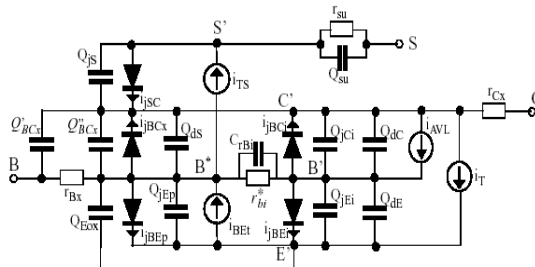 r_su
S'
S
Q_jS
i_TS
Q_su
i_jSC
r_Cx
C'
C
Q'_BCx
Q''_BCx
i_jBCx
Q_dS
C_rBi
i_jBCi
Q_jCi
Q_dC
i_AVL
B
B*
B'
i_T
r_Bx
Q_jEp
r*_bi
Q_Eox
i_jBEp
i_BEt
i_jBEi
Q_jEi
Q_dE
E'